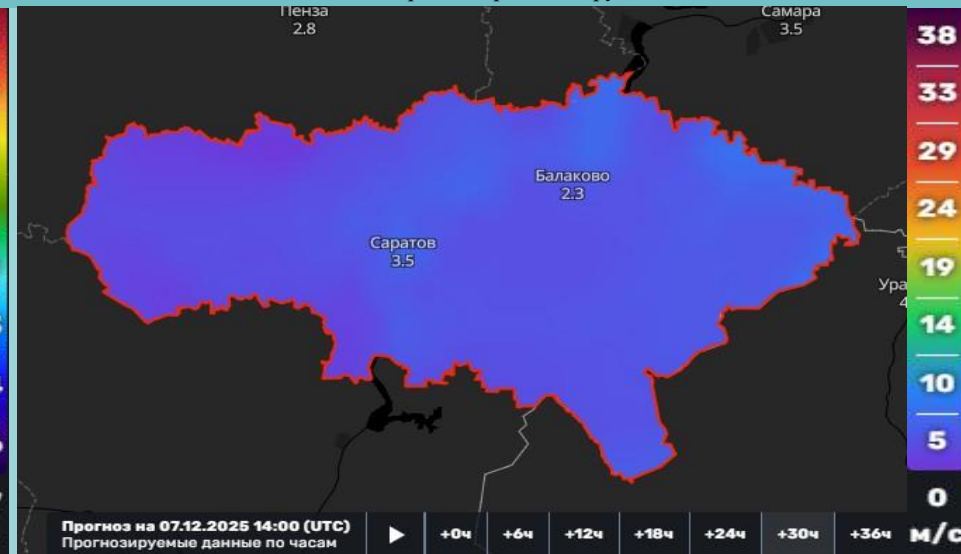 Пенза
2.8
Самара
3.5
38
33
29
Балаково
2.3
24
Саратов
3.5
19
Ура
4
14
10
5
0
Прогноз на 07.12.2025 14:00 (UTC)
Прогнозируемые данные по часам
+0ч +6ч +12ч +18ч +24ч +30ч +36ч
м/с